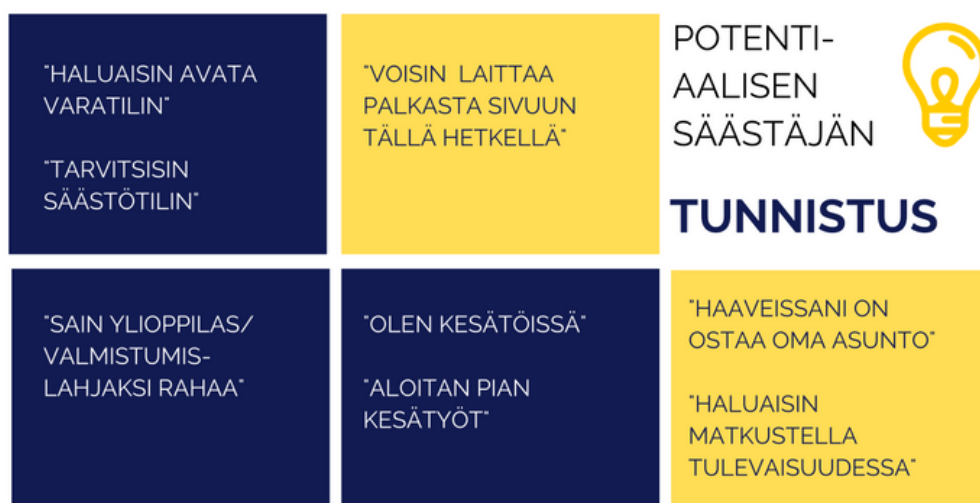 "HALUAISIN AVATA
VARATILIN"
"TARVITSISIN
SÄÄSTÖTILIN"
"VOISIN LAITTAA
PALKASTA SIVUUN
TÄLLÄ HETKELLÄ"
POTENTI-
AALISEN
SÄÄSTÄJÄN
TUNNISTUS
"SAIN YLIOPPILAS/
VALMISTUMIS-
LAHJAKSI RAHAA"
"OLEN KESÄTÖISSÄ"
"ALOITAN PIAN
KESÄTYÖT"
"HAAVEISSANI ON
OSTAA OMA ASUNTO"
"HALUAISIN
MATKUSTELLA
TULEVAISUUDESSA"